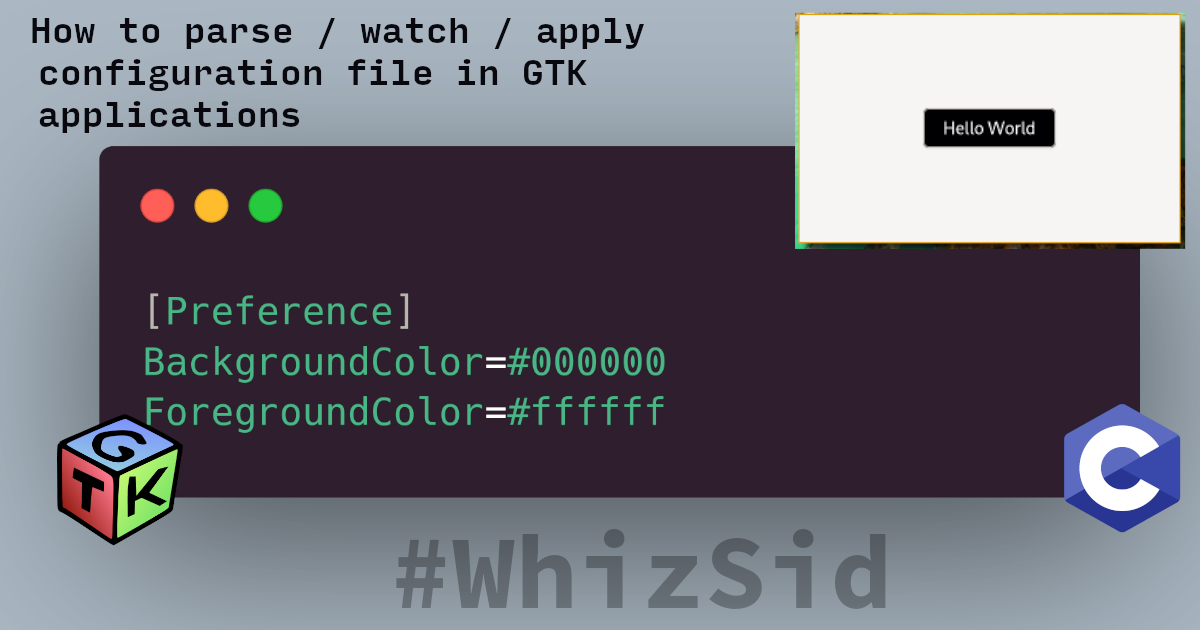 How to parse / watch / apply
configuration file in GTK
applications
Hello World
[Preference]
BackgroundColor=#000000
ForegroundColor=#ffffff
G
T K
C
#WhizSid